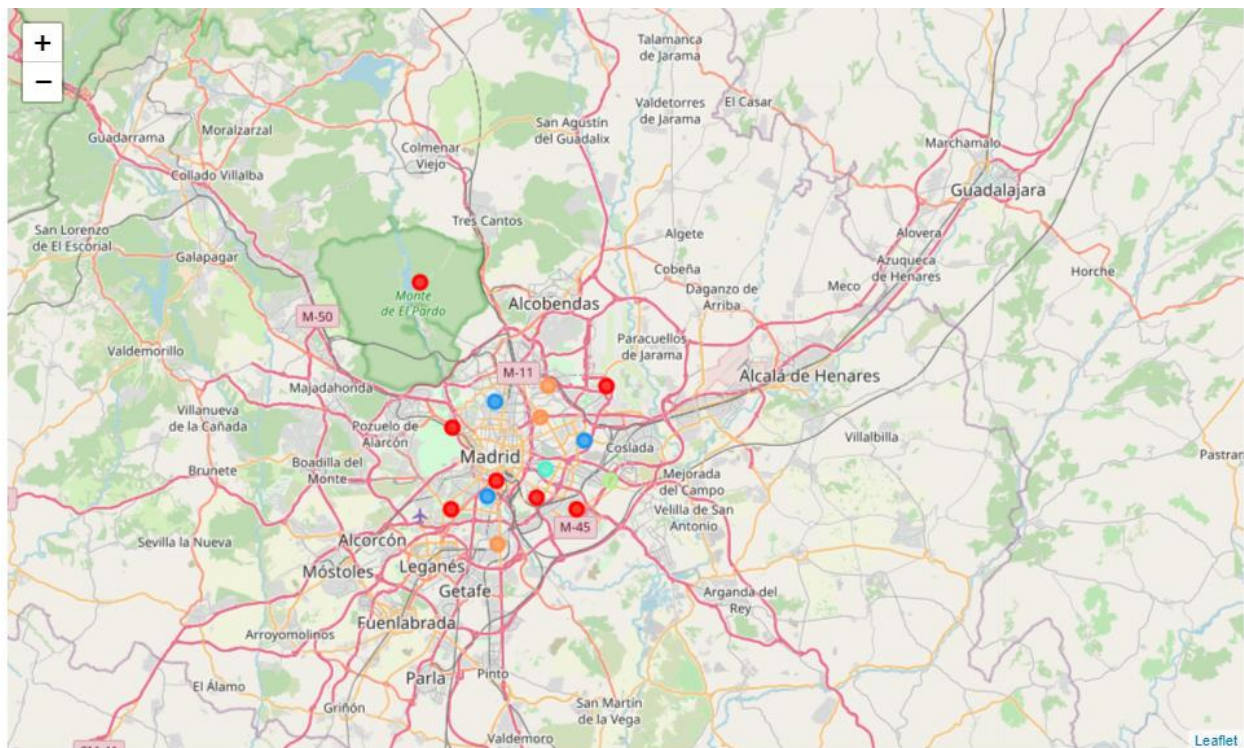 +
−
Talamanca
de Jarama
Valdetorres
de Jarama
El Casar
San Agustín
del Guadalix
Guadarrama
Moralzarzal
Colmenar
Viejo
Collado Villalba
Marchamalo
Guadalajara
San Lorenzo
de El Escorial
Galapagar
Tres Cantos
Algete
Alovera
Cobeña
Azuqueca
de Henares
Horche
Meco
Daganzo de
Arriba
Monte
de El Pardo
Alcobendas
M-50
Paracuellos
de Jarama
Valdemorillo
M-11
Alcalá de Henares
Majadahonda
Villanueva
de la Cañada
Pozuelo de
Alarcón
Villalbilla
Madrid
Coslada
Pastran
Brunete
Boadilla del
Monte
Mejorada
del Campo
Velilla de San
Antonio
M-45
Sevilla la Nueva
Alcorcón
Leganés
Móstoles
Getafe
Arganda del
Rey
Fuenlabrada
Arroyomolinos
Parla
Pinto
El Álamo
Griñón
San Martín
de la Vega
Valdemoro
Leaflet